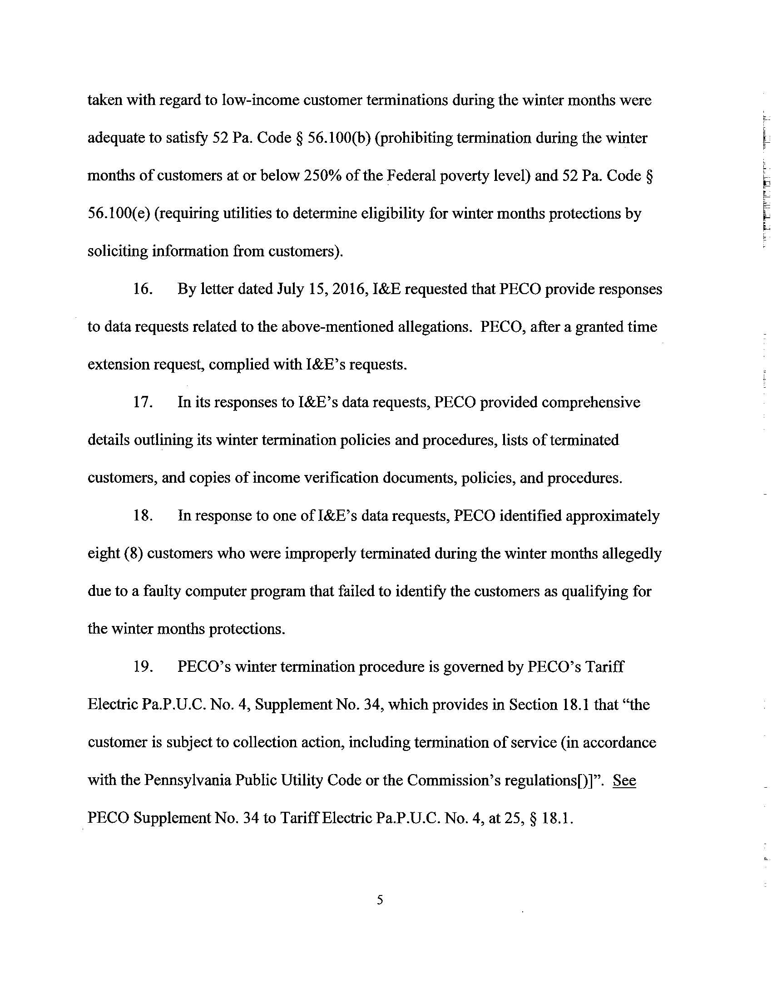 taken with regard to low-income customer terminations during the winter months were
adequate to satisfy 52 Pa. Code § 56.100(b) (prohibiting termination during the winter
months of customers at or below 250% of the Federal poverty level) and 52 Pa. Code §
56.100(e) (requiring utilities to determine eligibility for winter months protections by
soliciting information from customers).
16. By letter dated July 15, 2016, I&E requested that PECO provide responses
to data requests related to the above-mentioned allegations. PECO, after a granted time
extension request, complied with I&E’s requests.
17. In its responses to I&E’s data requests, PECO provided comprehensive
details outlining its winter termination policies and procedures, lists of terminated
customers, and copies of income verification documents, policies, and procedures.
18. In response to one of I&E’s data requests, PECO identified approximately
eight (8) customers who were improperly terminated during the winter months allegedly
due to a faulty computer program that failed to identify the customers as qualifying for
the winter months protections.
19. PECO’s winter termination procedure is governed by PECO’s Tariff
Electric Pa.P.U.C. No. 4, Supplement No. 34, which provides in Section 18.1 that “the
customer is subject to collection action, including termination of service (in accordance
with the Pennsylvania Public Utility Code or the Commission’s regulations[)]”. See
PECO Supplement No. 34 to Tariff Electric Pa.P.U.C. No. 4, at 25, § 18.1.
5